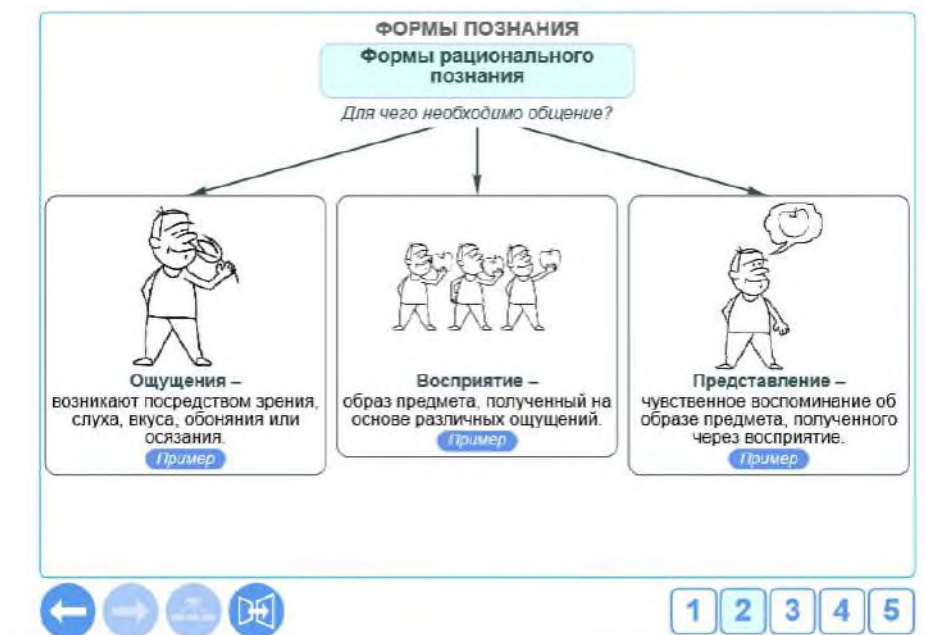 ФОРМЫ ПОЗНАНИЯ
Формы рационального
познания
Для чего необходимо общение?
Ощущения –
возникают посредством зрения,
слуха, вкуса, обоняния или
осязания.
Пример
Восприятие –
образ предмета, полученный на
основе различных ощущений.
Пример
Представление –
чувственное воспоминание об
образе предмета, полученного
через восприятие.
Пример
1 2 3 4 5